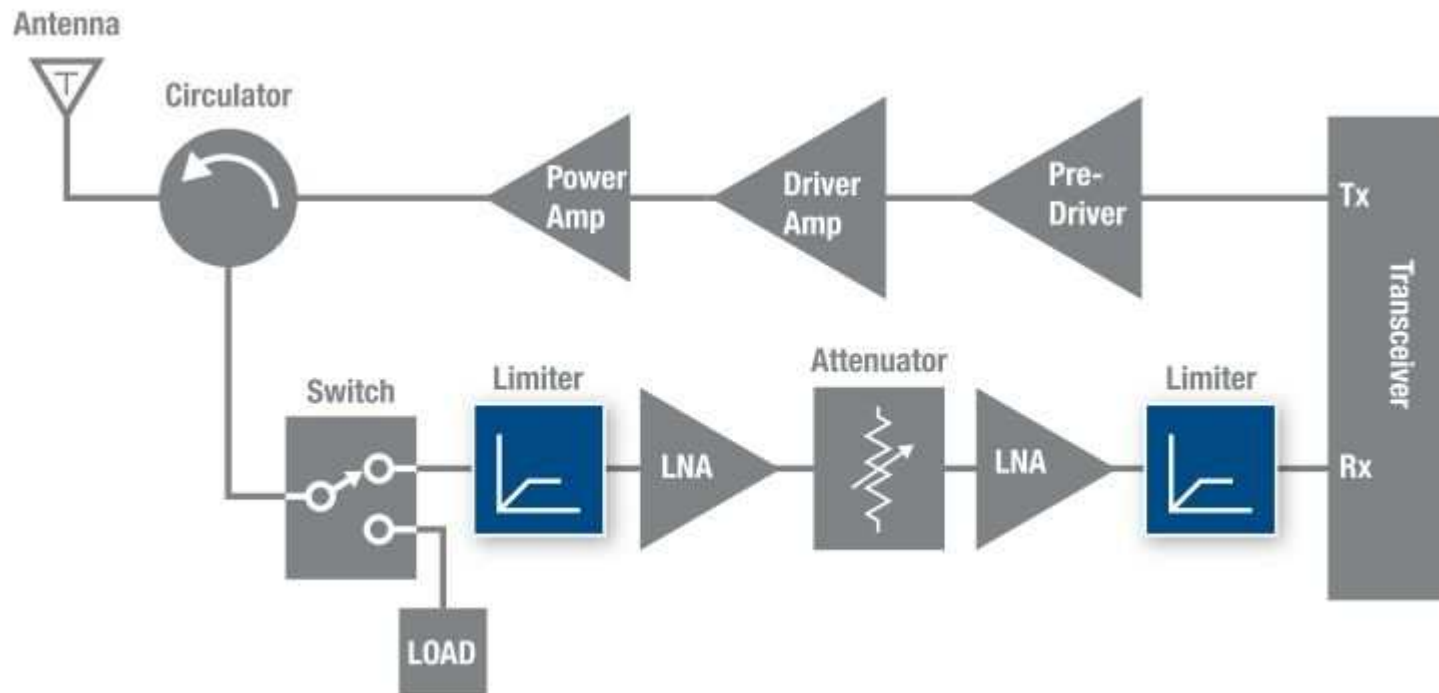 Antenna
T
Circulator
Power
Amp
Driver
Amp
Pre-
Driver
Tx
Transceiver
Switch
Limiter
LNA
Attenuator
LNA
Limiter
Rx
LOAD